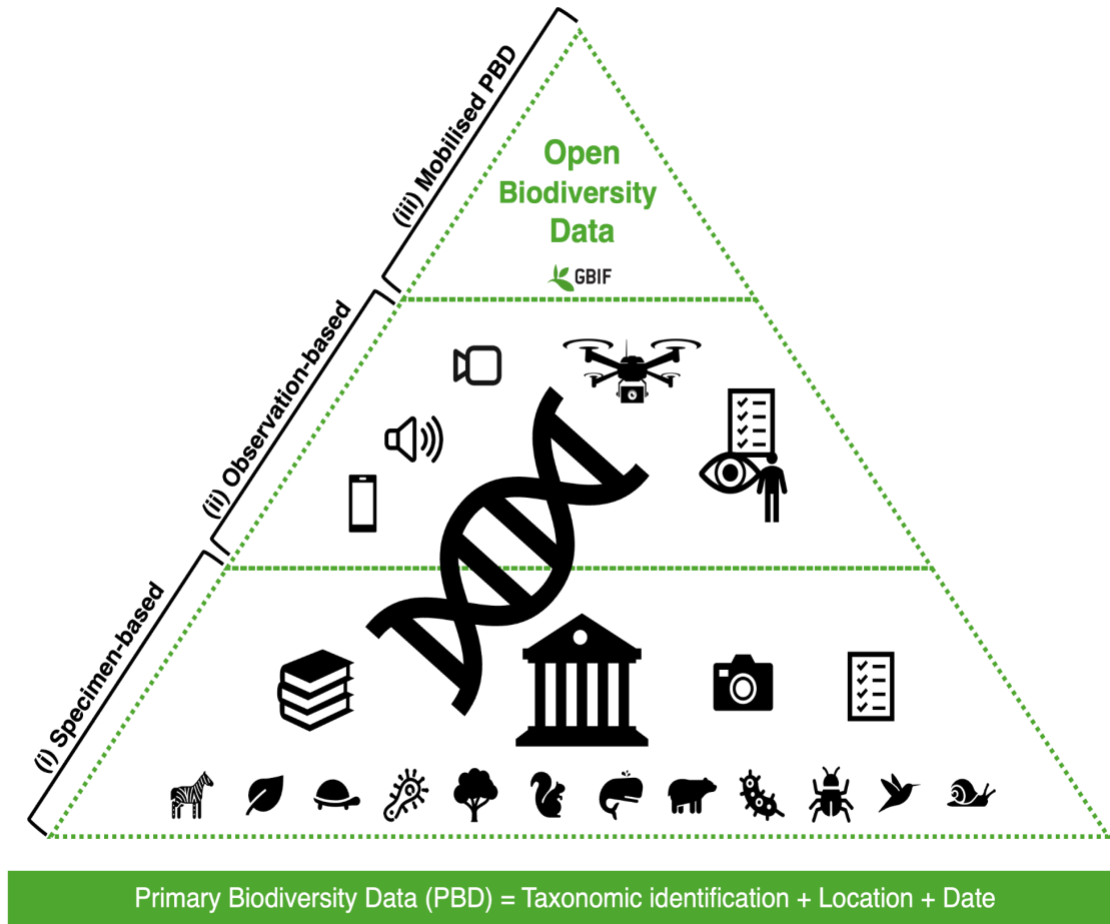 (iii) Mobilised PBD
Open
Biodiversity
Data
GBIF
(ii) Observation-based
(i) Specimen-based
Primary Biodiversity Data (PBD) = Taxonomic identification + Location + Date